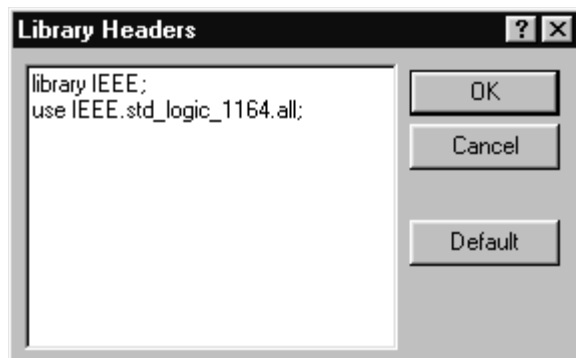 Library Headers
library IEEE;
use IEEE.std_logic_1164.all;
OK
Cancel
Default